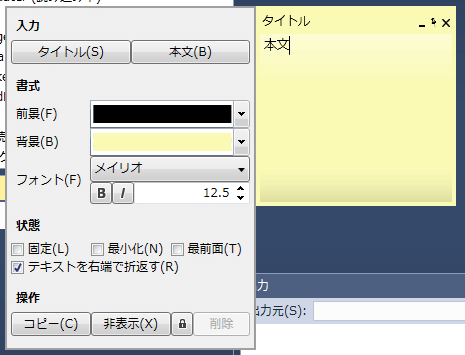 入力
タイトル(S)
本文(B)
書式
前景(F)
背景(B)
フォント(F)
メイリオ
B
I
12.5
状態
固定(L)
最小化(N)
最前面(T)
テキストを右端で折返す(R)
操作
コピー(C)
非表示(X)
削除
タイトル
本文
力
出力元(S):